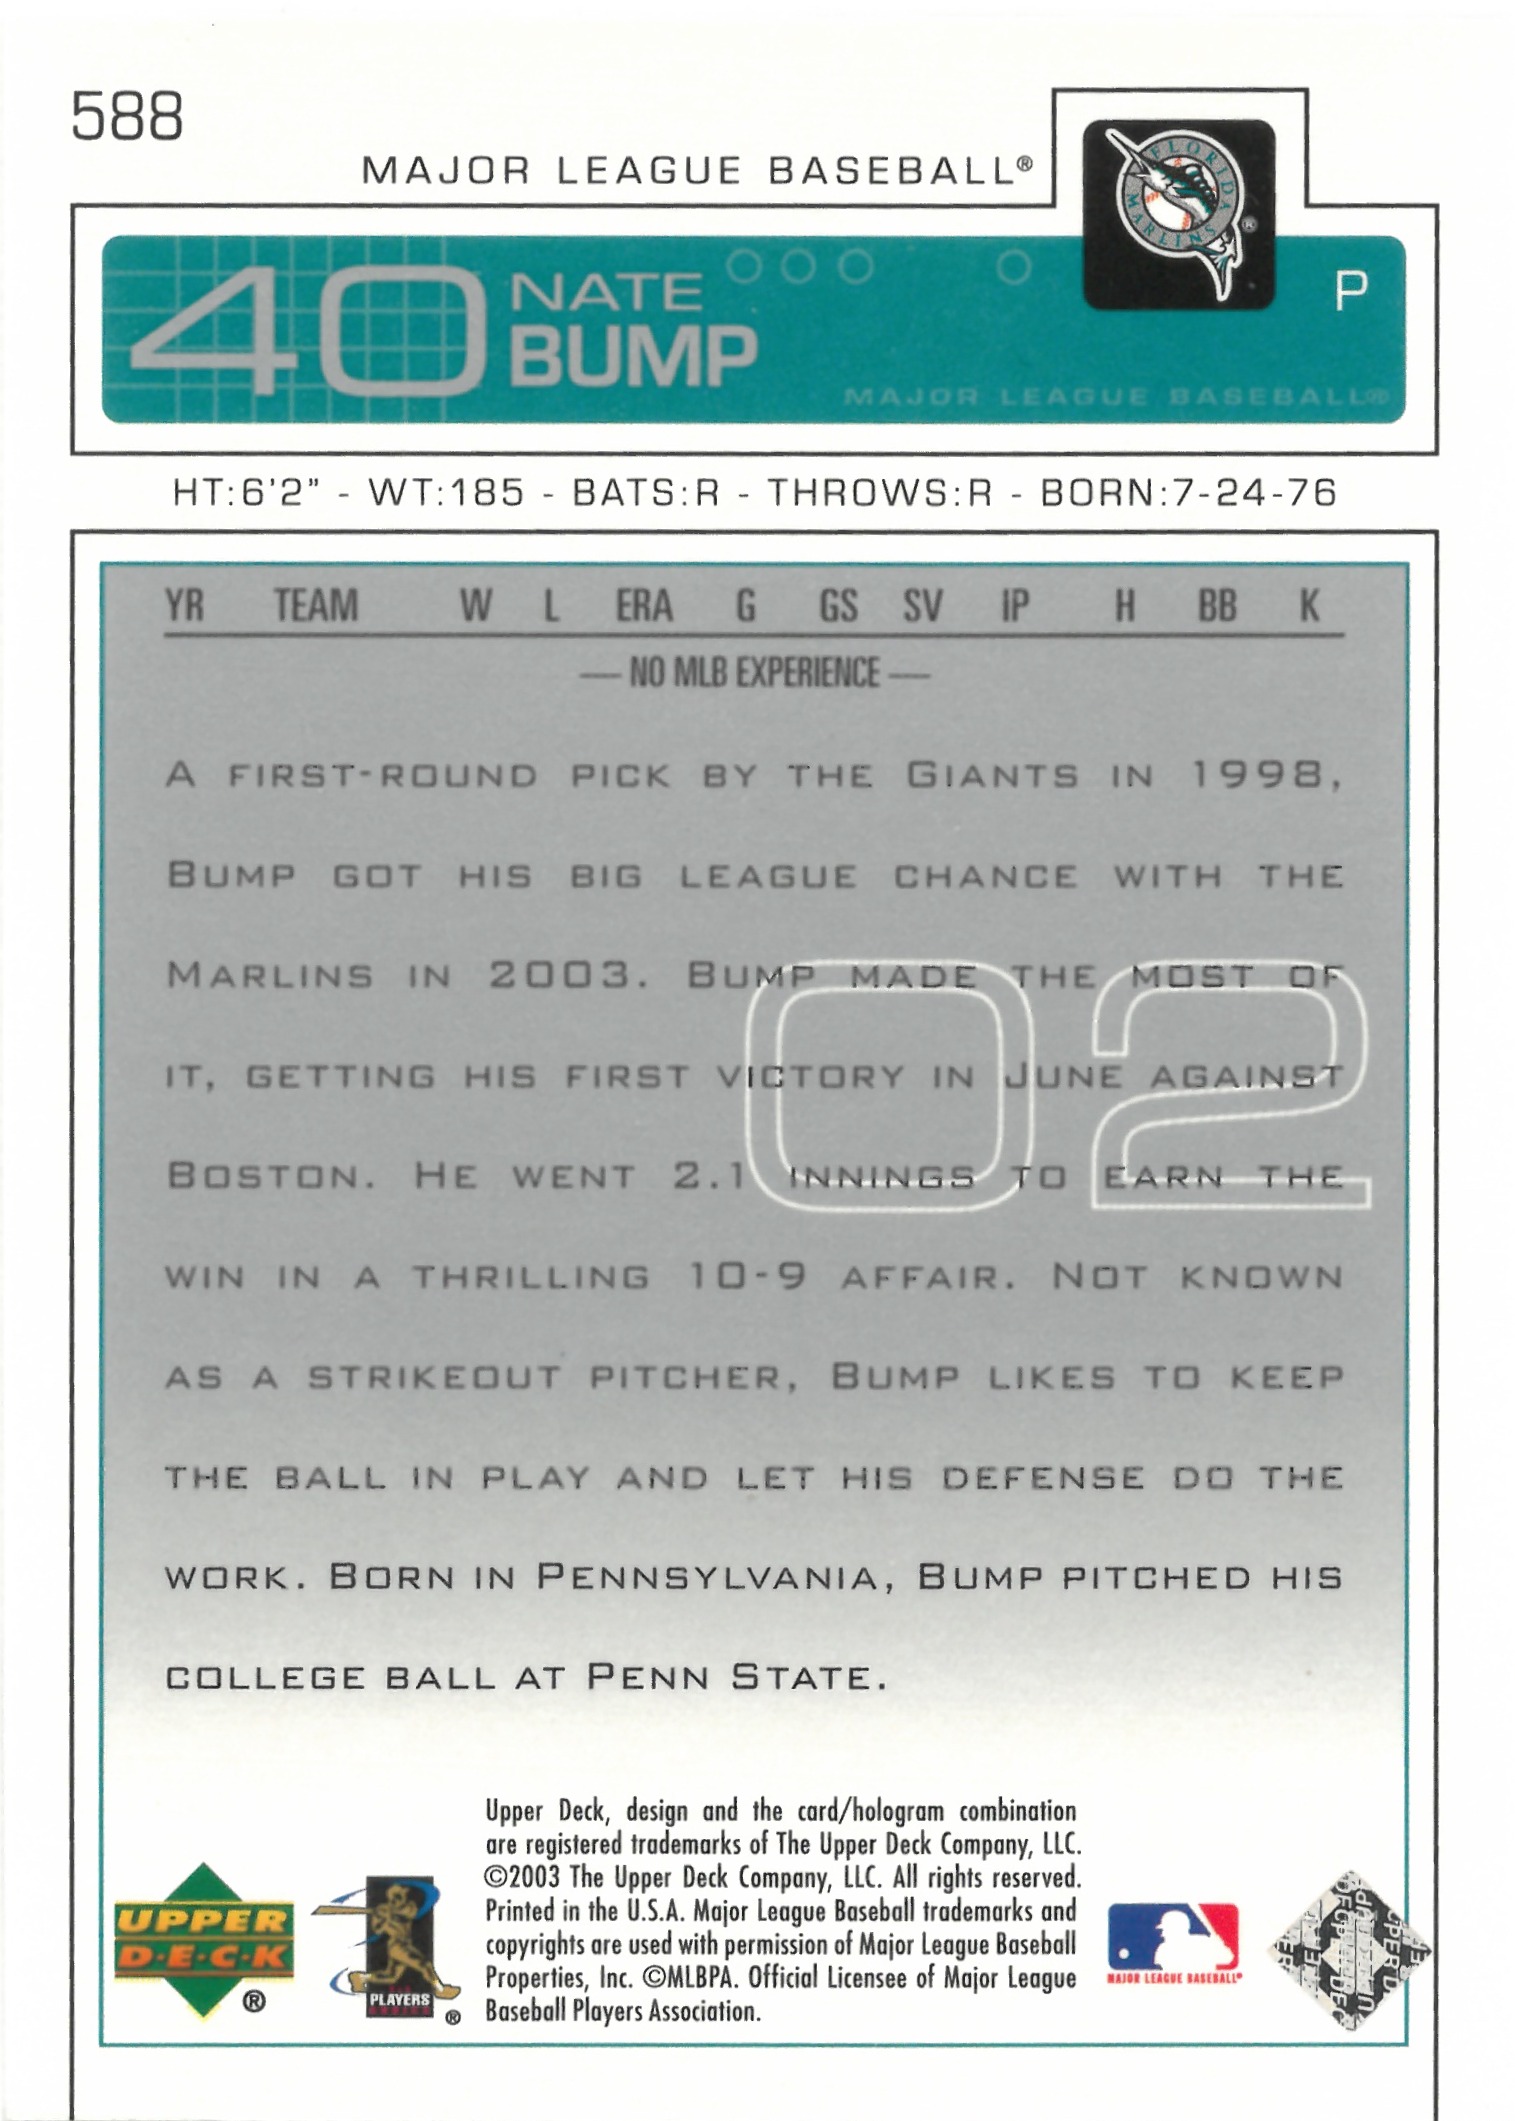 588
MAJOR LEAGUE BASEBALL®
FLORIDA
MARLINS
®
40
NATE
BUMP
P
MAJOR LEAGUE BASEBALL®
HT:6'2" - WT:185 - BATS:R - THROWS:R - BORN:7-24-76
YR TEAM W L ERA G GS SV IP H BB K
— NO MLB EXPERIENCE —
A FIRST-ROUND PICK BY THE GIANTS IN 1998,
BUMP GOT HIS BIG LEAGUE CHANCE WITH THE
MARLINS IN 2003. BUMP MADE THE MOST OF
IT, GETTING HIS FIRST VICTORY IN JUNE AGAINST
BOSTON. HE WENT 2.1 INNINGS TO EARN THE
WIN IN A THRILLING 10-9 AFFAIR. NOT KNOWN
AS A STRIKEOUT PITCHER, BUMP LIKES TO KEEP
THE BALL IN PLAY AND LET HIS DEFENSE DO THE
WORK. BORN IN PENNSYLVANIA, BUMP PITCHED HIS
COLLEGE BALL AT PENN STATE.
02
Upper Deck, design and the card/hologram combination
are registered trademarks of The Upper Deck Company, LLC.
©2003 The Upper Deck Company, LLC. All rights reserved.
Printed in the U.S.A. Major League Baseball trademarks and
copyrights are used with permission of Major League Baseball
Properties, Inc. ©MLBPA. Official Licensee of Major League
Baseball Players Association.
UPPER
D·E·C·K
®
PLAYERS
®
MAJOR LEAGUE BASEBALL®